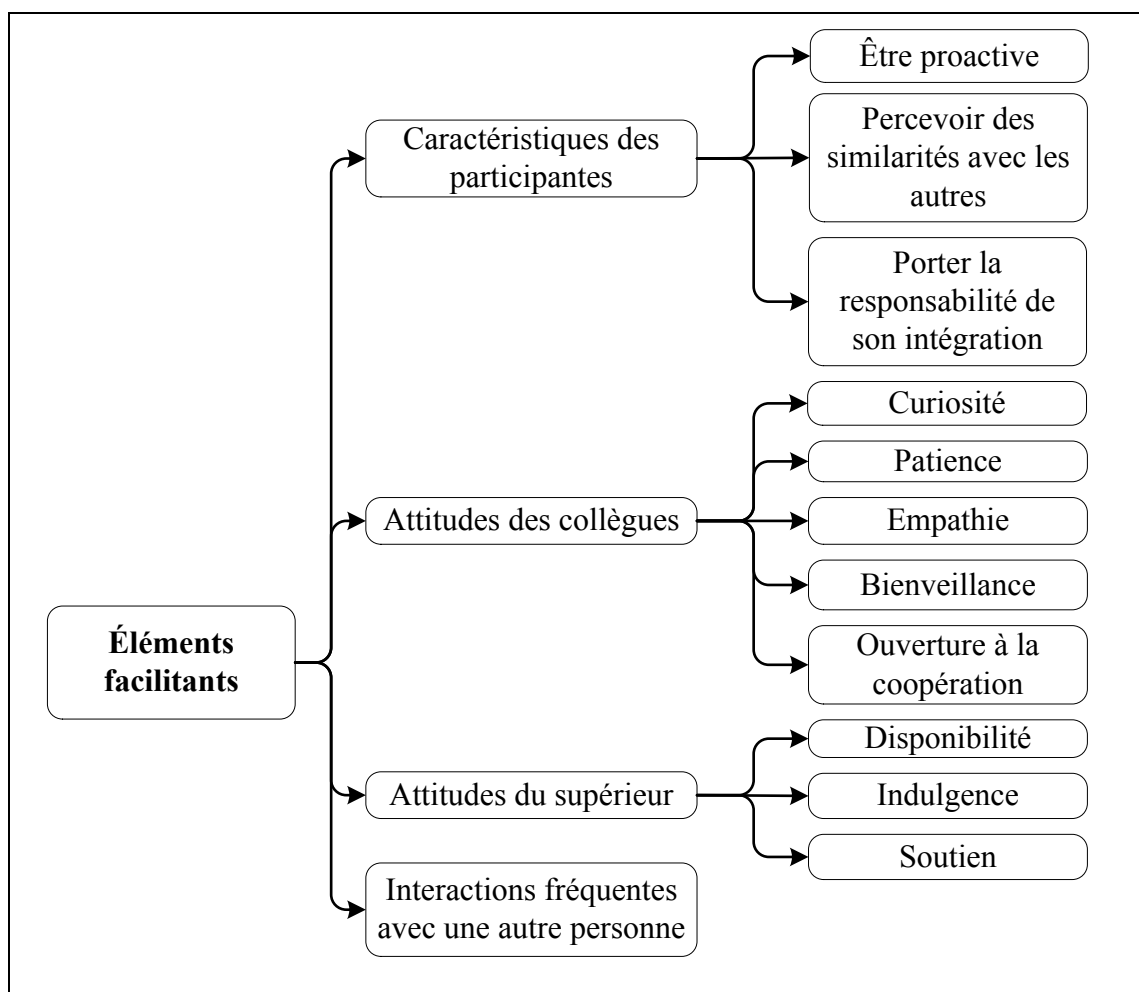 Être proactive
Caractéristiques des
participantes
Percevoir des
similarités avec les
autres
Porter la
responsabilité de
son intégration
Curiosité
Patience
Attitudes des collègues
Empathie
Bienveillance
Éléments
facilitants
Ouverture à la
coopération
Disponibilité
Attitudes du supérieur
Indulgence
Soutien
Interactions fréquentes
avec une autre personne